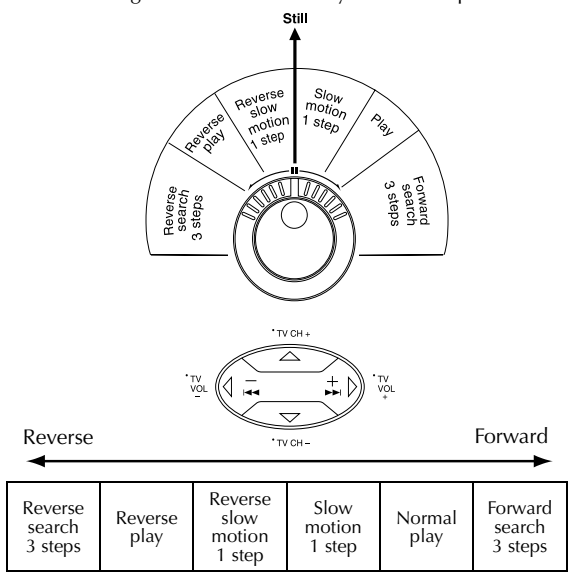 Still
Reverse
search
3 steps
Reverse
play
Reverse
slow
motion
1 step
Slow
motion
1 step
Play
Forward
search
3 steps
*TV CH +
*TV
VOL
–
–
+
*TV
VOL
+
*TV CH –
Reverse
Forward
Reverse
search
3 steps
Reverse
play
Reverse
slow
motion
1 step
Slow
motion
1 step
Normal
play
Forward
search
3 steps